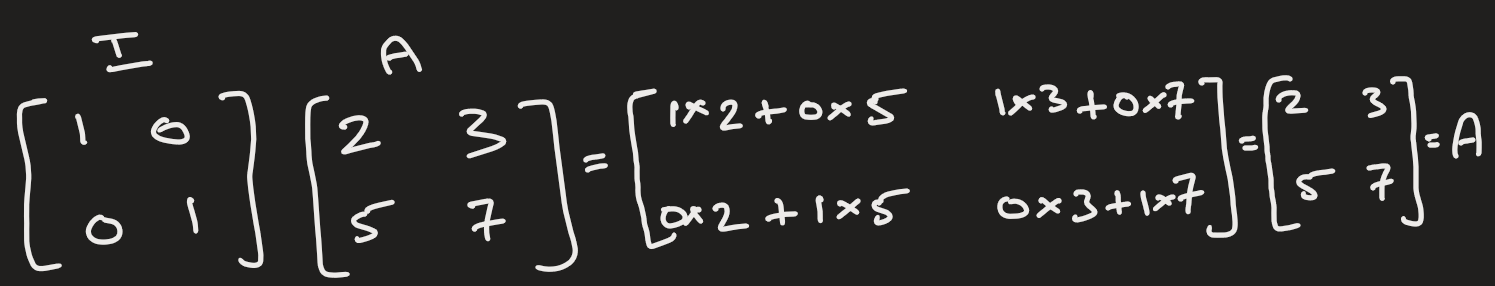 I A
[1 0 [2 3 = [1×2+0×5 1×3+0×7 = [2 3 = A
0 1] 5 7] 0×2+1×5 0×3+1×7] 5 7]